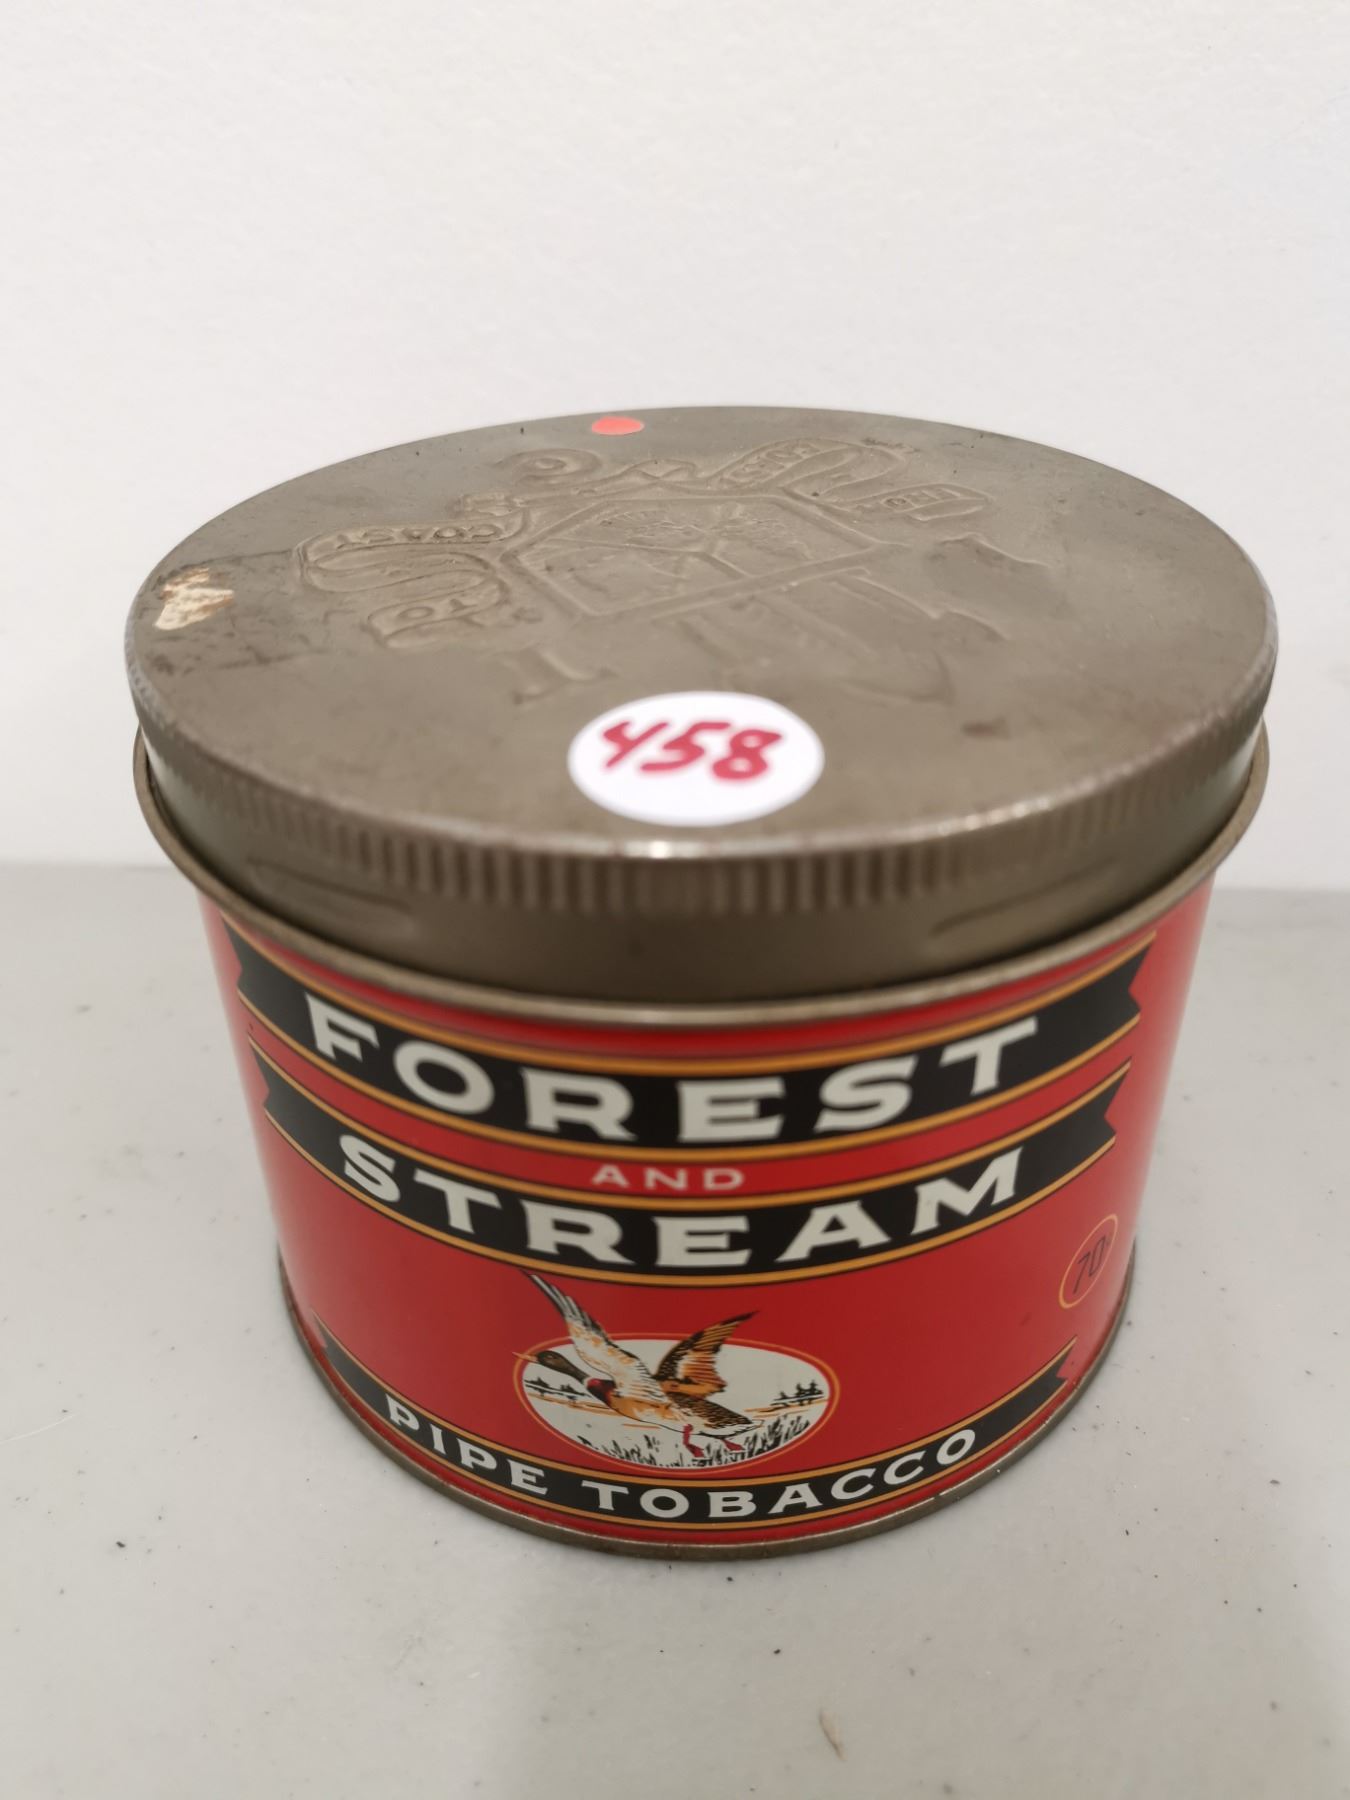 458
FOREST
AND
STREAM
70¢
PIPE TOBACCO